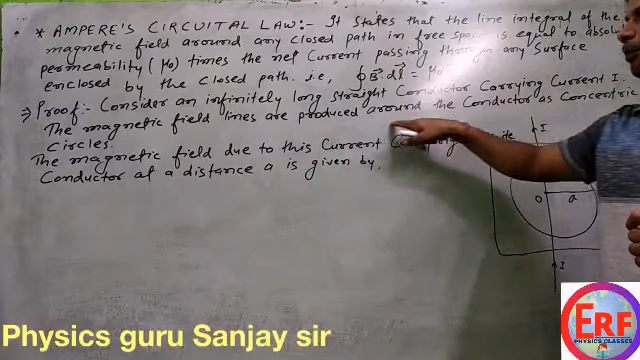 * AMPERE'S CIRCUITAL LAW:- It states that the line integral of the
magnetic field around any closed path in free space is equal to absolu
permeability (μ₀) times the net Current passing through any Surface
enclosed by the closed path. i.e, ∮B⃗.dl⃗ = μ₀
⇒ Proof:- Consider an infinitely long straight Conductor Carrying Current I.
The magnetic field lines are produced around the Conductor as Concentric
Circles.
The magnetic field due to this Current
Conductor at a distance a is given by,
I
O
a
I
ERF
PHYSICS CLASSES
Physics guru Sanjay sir